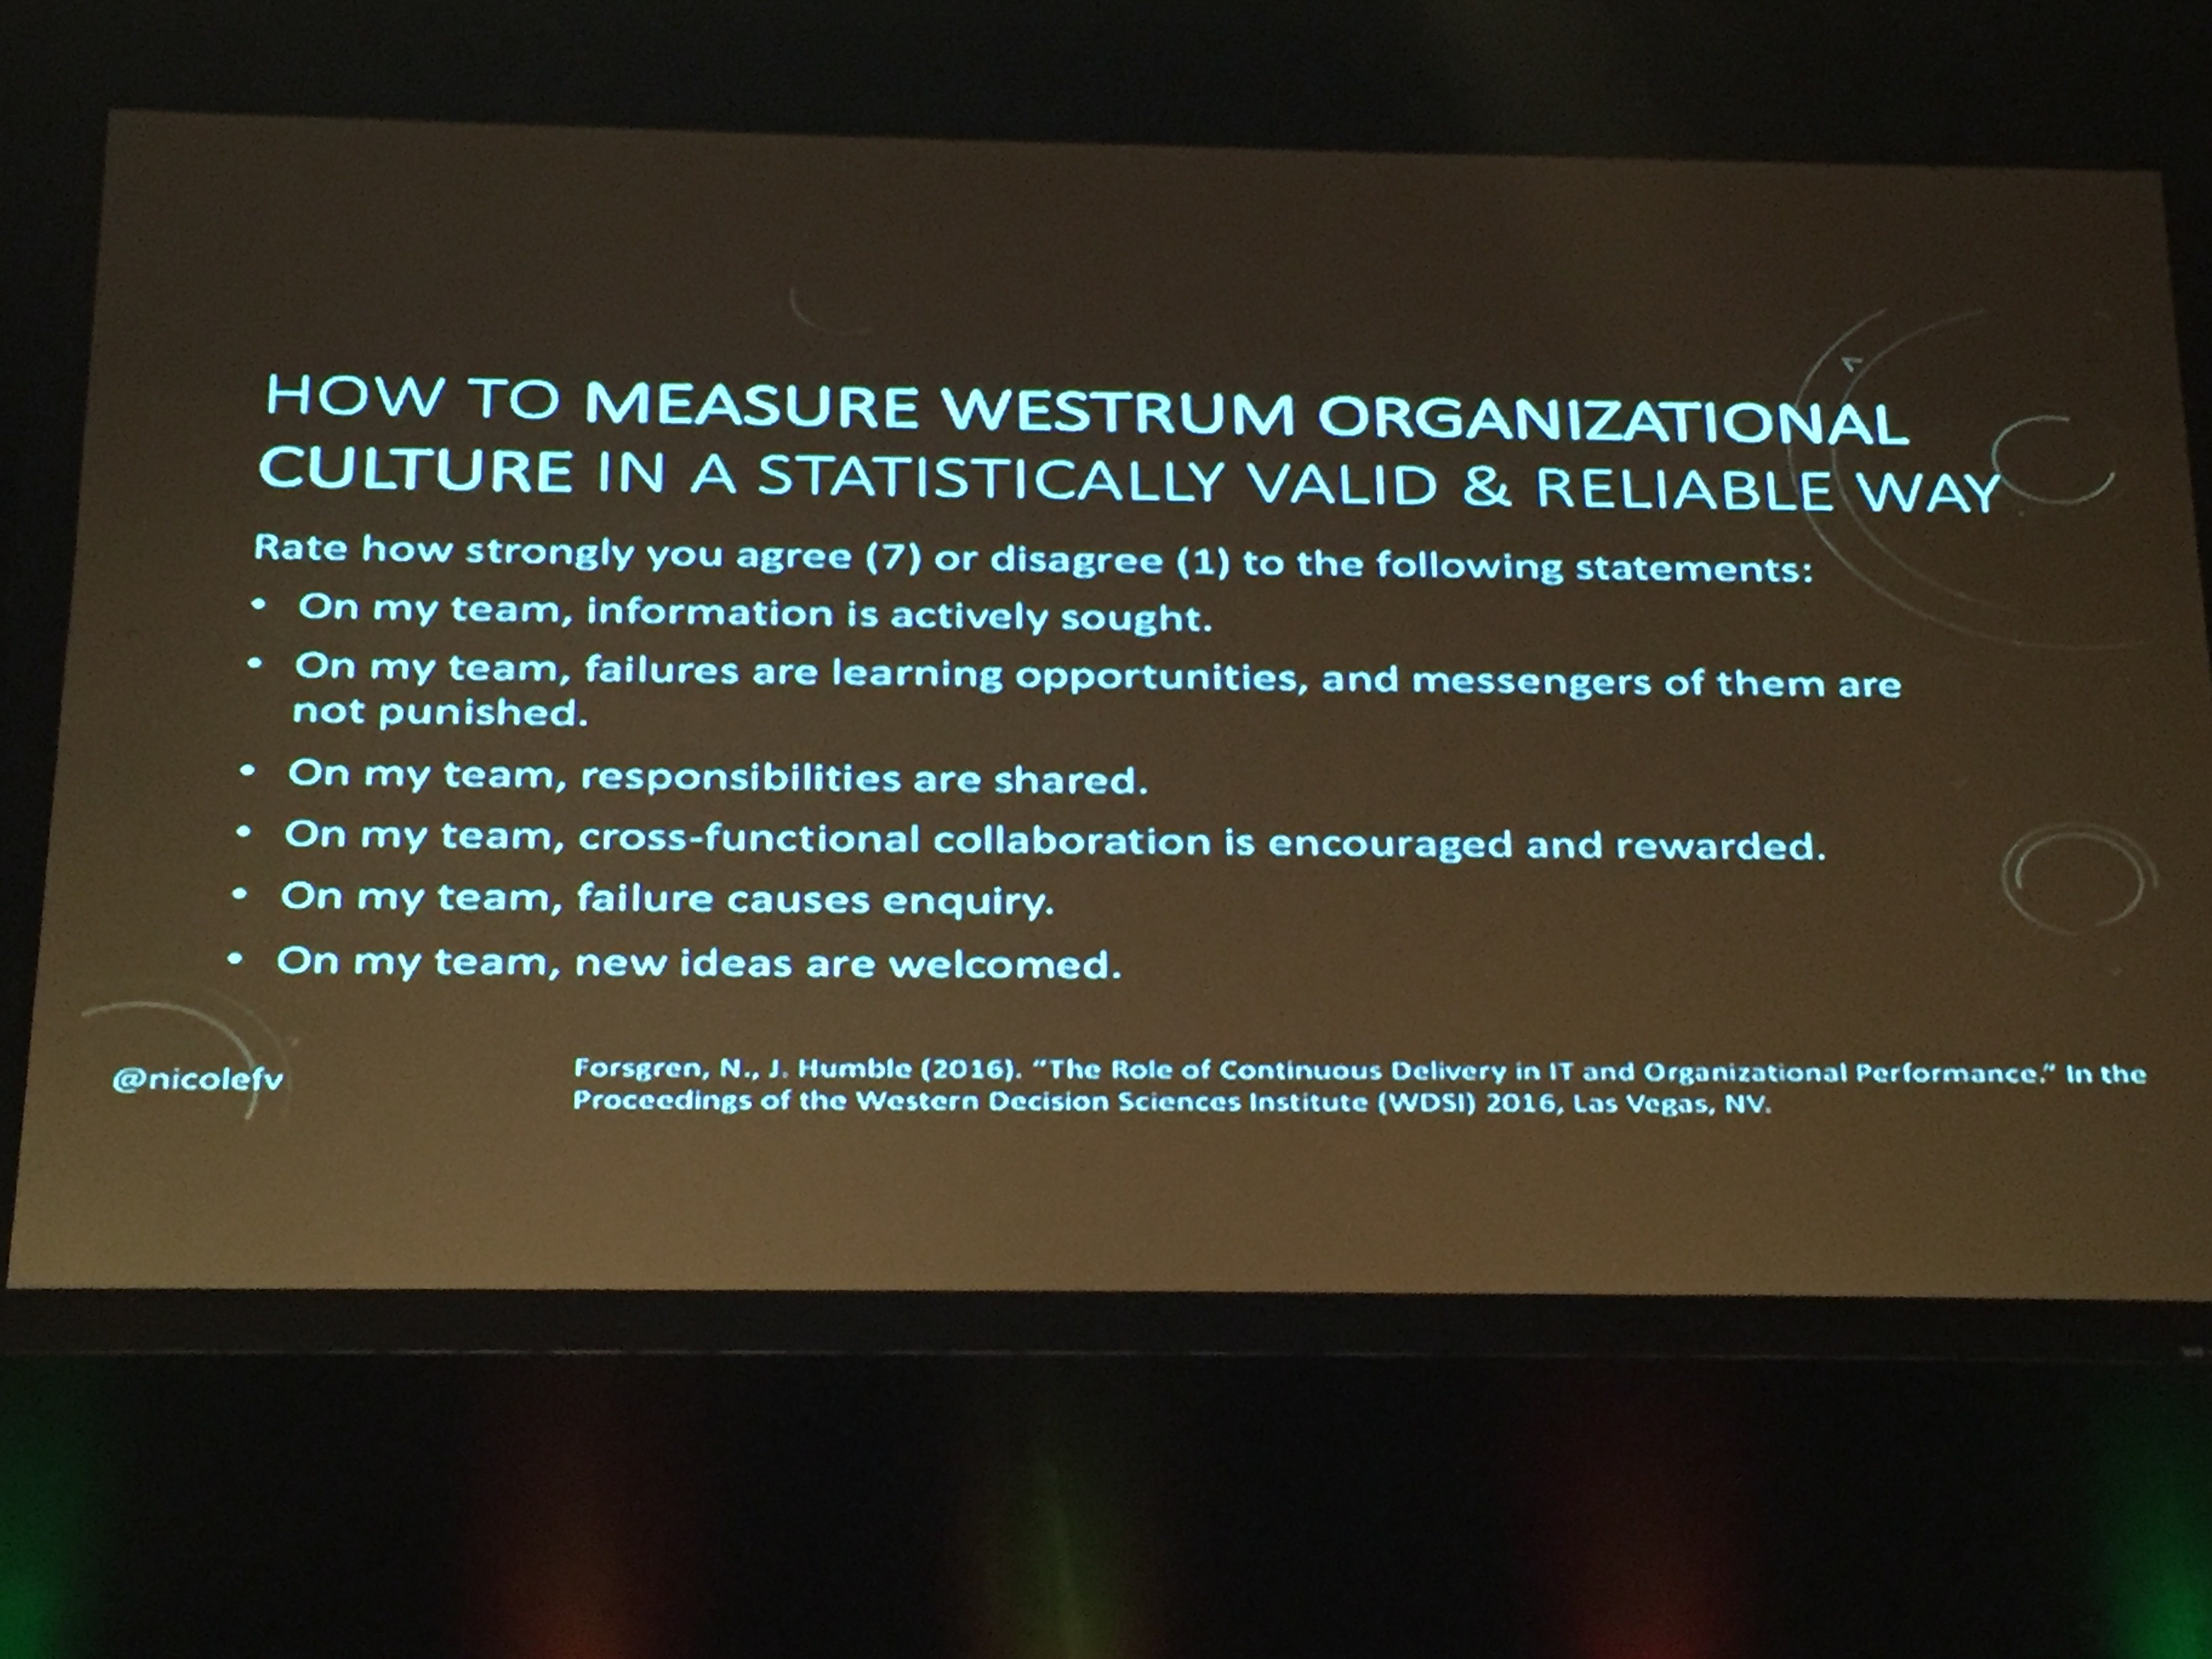 HOW TO MEASURE WESTRUM ORGANIZATIONAL
CULTURE IN A STATISTICALLY VALID & RELIABLE WAY
Rate how strongly you agree (7) or disagree (1) to the following statements:
• On my team, information is actively sought.
• On my team, failures are learning opportunities, and messengers of them are
not punished.
• On my team, responsibilities are shared.
• On my team, cross-functional collaboration is encouraged and rewarded.
• On my team, failure causes enquiry.
• On my team, new ideas are welcomed.
@nicolefv
Forsgren, N., J. Humble (2016). “The Role of Continuous Delivery in IT and Organizational Performance.” In the
Proceedings of the Western Decision Sciences Institute (WDSI) 2016, Las Vegas, NV.